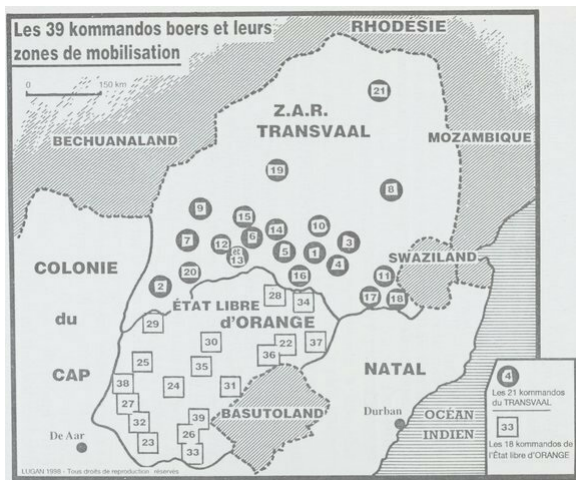 Les 39 kommandos boers et leurs
zones de mobilisation
0 150 km
RHODÉSIE
21
Z.A.R.
TRANSVAAL
BECHUANALAND
MOZAMBIQUE
19
8
9
15
14
10
7
12
6
et
13
5
1
3
4
COLONIE
du
CAP
SWAZILAND
20
2
16
11
17
18
28
34
ÉTAT LIBRE
d'ORANGE
29
30
22
37
36
25
35
38
24
31
27
32
39
23
26
33
NATAL
BASUTOLAND
Durban
De Aar
OCÉAN
INDIEN
4
Les 21 kommandos
du TRANSVAAL
33
Les 18 kommandos de
l'État libre d'ORANGE
LUGAN 1998 - Tous droits de reproduction réservés